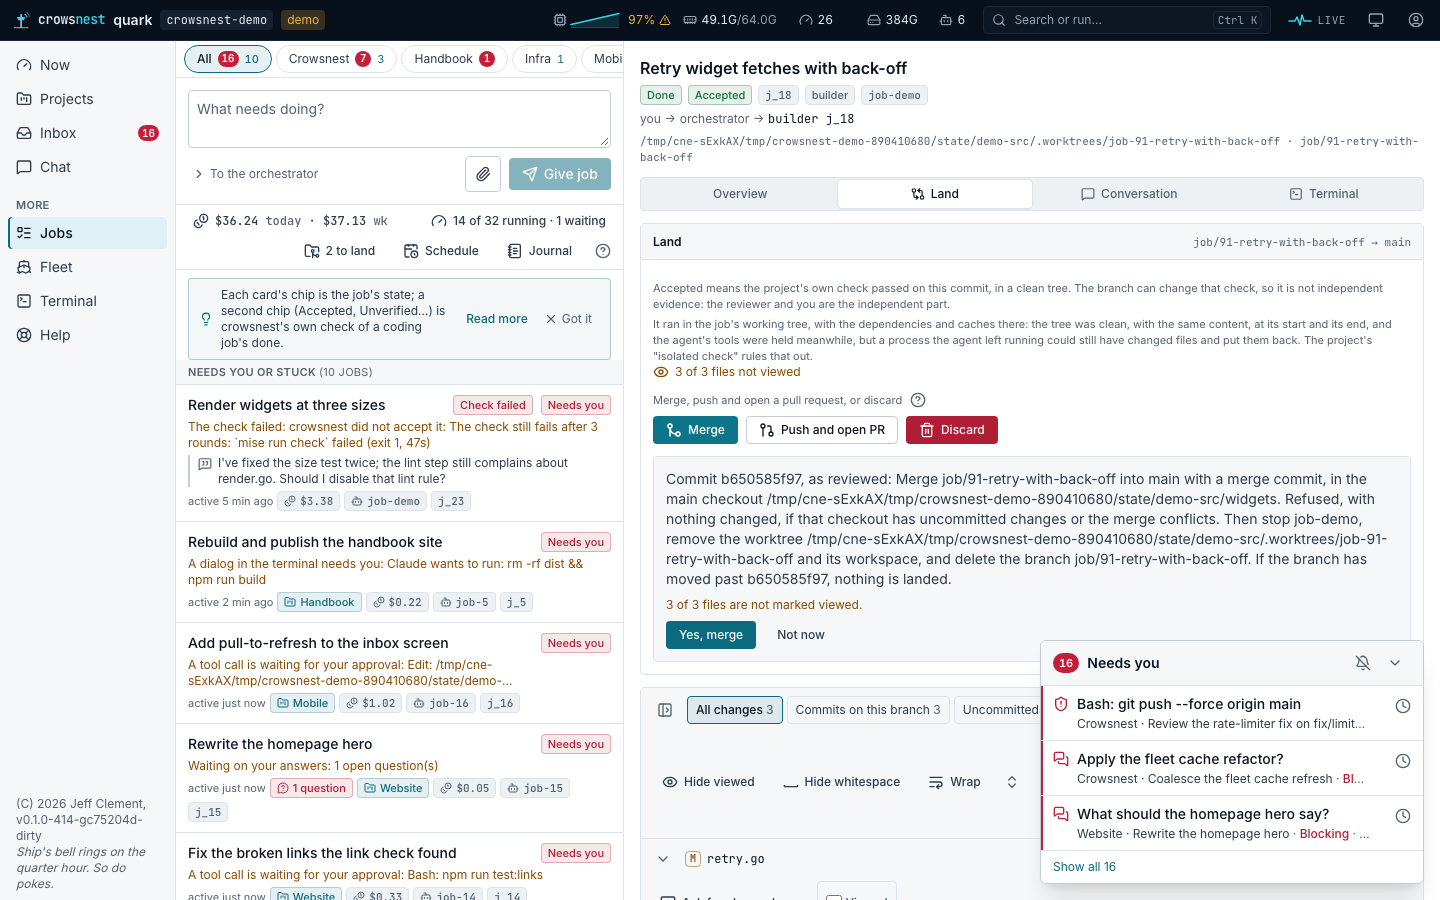 crowsnest quark crowsnest-demo demo 97% 49.1G/64.0G 26 384G 6 Search or run... Ctrl K LIVE
Now
Projects
Inbox 16
Chat
MORE
Jobs
Fleet
Terminal
Help
(C) 2026 Jeff Clement,
v0.1.0-414-gc75204d-
dirty
Ship's bell rings on the
quarter hour. So do
pokes.
All 16 10 Crowsnest 7 3 Handbook 1 Infra 1 Mobi
What needs doing?
To the orchestrator
Give job
$36.24 today · $37.13 wk 14 of 32 running · 1 waiting
2 to land Schedule Journal
Each card's chip is the job's state; a
second chip (Accepted, Unverified...) is
crowsnest's own check of a coding
job's done.
Read more Got it
NEEDS YOU OR STUCK (10 JOBS)
Render widgets at three sizes Check failed Needs you
The check failed: crowsnest did not accept it: The check still fails after 3
rounds: `mise run check` failed (exit 1, 47s)
I've fixed the size test twice; the lint step still complains about
render.go. Should I disable that lint rule?
active 5 min ago $3.38 job-demo j_23
Rebuild and publish the handbook site Needs you
A dialog in the terminal needs you: Claude wants to run: rm -rf dist &&
npm run build
active 2 min ago Handbook $0.22 job-5 j_5
Add pull-to-refresh to the inbox screen Needs you
A tool call is waiting for your approval: Edit: /tmp/cne-
sExkAX/tmp/crowsnest-demo-890410680/state/demo-...
active just now Mobile $1.02 job-16 j_16
Rewrite the homepage hero Needs you
Waiting on your answers: 1 open question(s)
active just now 1 question Website $0.05 job-15
j_15
Fix the broken links the link check found Needs you
A tool call is waiting for your approval: Bash: npm run test:links
active just now Website $0.33 job-14 j_14
Retry widget fetches with back-off
Done Accepted j_18 builder job-demo
you → orchestrator → builder j_18
/tmp/cne-sExkAX/tmp/crowsnest-demo-890410680/state/demo-src/.worktrees/job-91-retry-with-back-off · job/91-retry-with-
back-off
Overview Land Conversation Terminal
Land job/91-retry-with-back-off → main
Accepted means the project's own check passed on this commit, in a clean tree. The branch can change that check, so it is not independent
evidence: the reviewer and you are the independent part.
It ran in the job's working tree, with the dependencies and caches there: the tree was clean, with the same content, at its start and its end, and
the agent's tools were held meanwhile, but a process the agent left running could still have changed files and put them back. The project's
"isolated check" rules that out.
3 of 3 files not viewed
Merge, push and open a pull request, or discard
Merge Push and open PR Discard
Commit b650585f97, as reviewed: Merge job/91-retry-with-back-off into main with a merge commit, in the
main checkout /tmp/cne-sExkAX/tmp/crowsnest-demo-890410680/state/demo-src/widgets. Refused, with
nothing changed, if that checkout has uncommitted changes or the merge conflicts. Then stop job-demo,
remove the worktree /tmp/cne-sExkAX/tmp/crowsnest-demo-890410680/state/demo-src/.worktrees/job-91-
retry-with-back-off and its workspace, and delete the branch job/91-retry-with-back-off. If the branch has
moved past b650585f97, nothing is landed.
3 of 3 files are not marked viewed.
Yes, merge Not now
All changes 3 Commits on this branch 3 Uncommitted
Hide viewed Hide whitespace Wrap
M retry.go
16 Needs you
Bash: git push --force origin main
Crowsnest · Review the rate-limiter fix on fix/limit...
Apply the fleet cache refactor?
Crowsnest · Coalesce the fleet cache refresh · Bl...
What should the homepage hero say?
Website · Rewrite the homepage hero · Blocking · ...
Show all 16